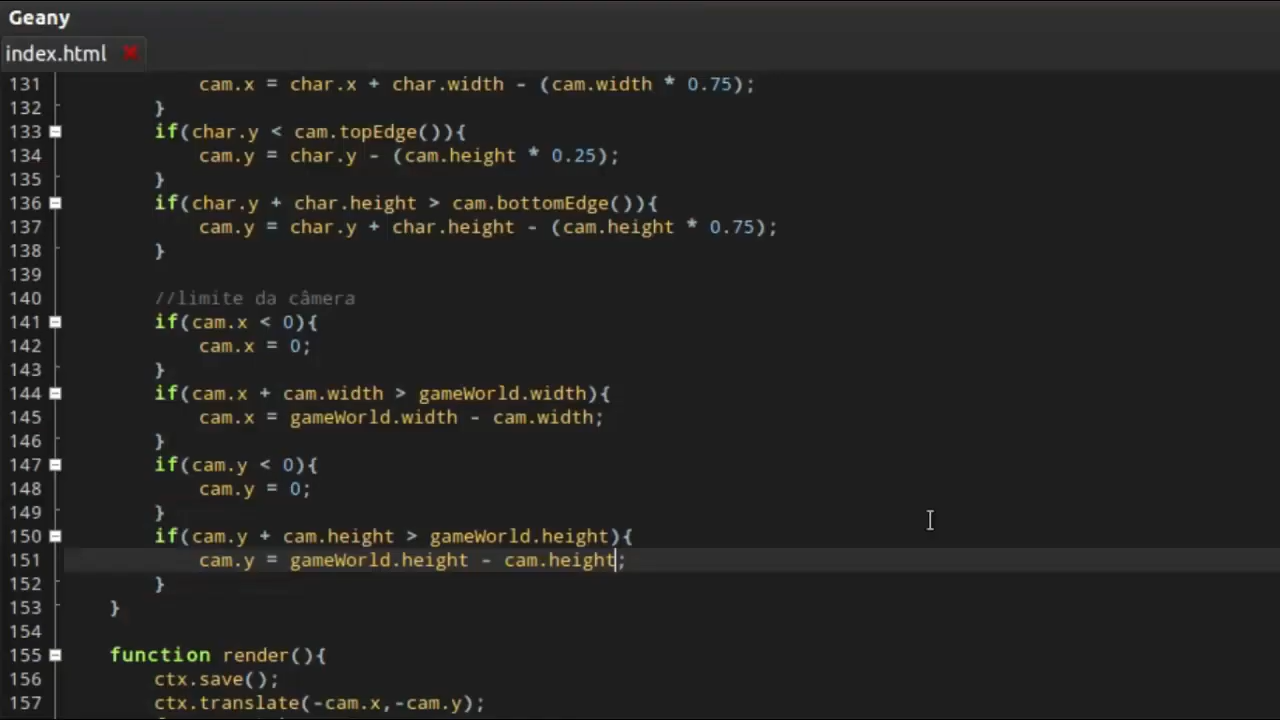 Geany
index.html
131 cam.x = char.x + char.width - (cam.width * 0.75);
132 }
133 if(char.y < cam.topEdge()){
134 cam.y = char.y - (cam.height * 0.25);
135 }
136 if(char.y + char.height > cam.bottomEdge()){
137 cam.y = char.y + char.height - (cam.height * 0.75);
138 }
139
140 //limite da câmera
141 if(cam.x < 0){
142 cam.x = 0;
143 }
144 if(cam.x + cam.width > gameWorld.width){
145 cam.x = gameWorld.width - cam.width;
146 }
147 if(cam.y < 0){
148 cam.y = 0;
149 }
150 if(cam.y + cam.height > gameWorld.height){
151 cam.y = gameWorld.height - cam.height;
152 }
153 }
154
155 function render(){
156 ctx.save();
157 ctx.translate(-cam.x,-cam.y);